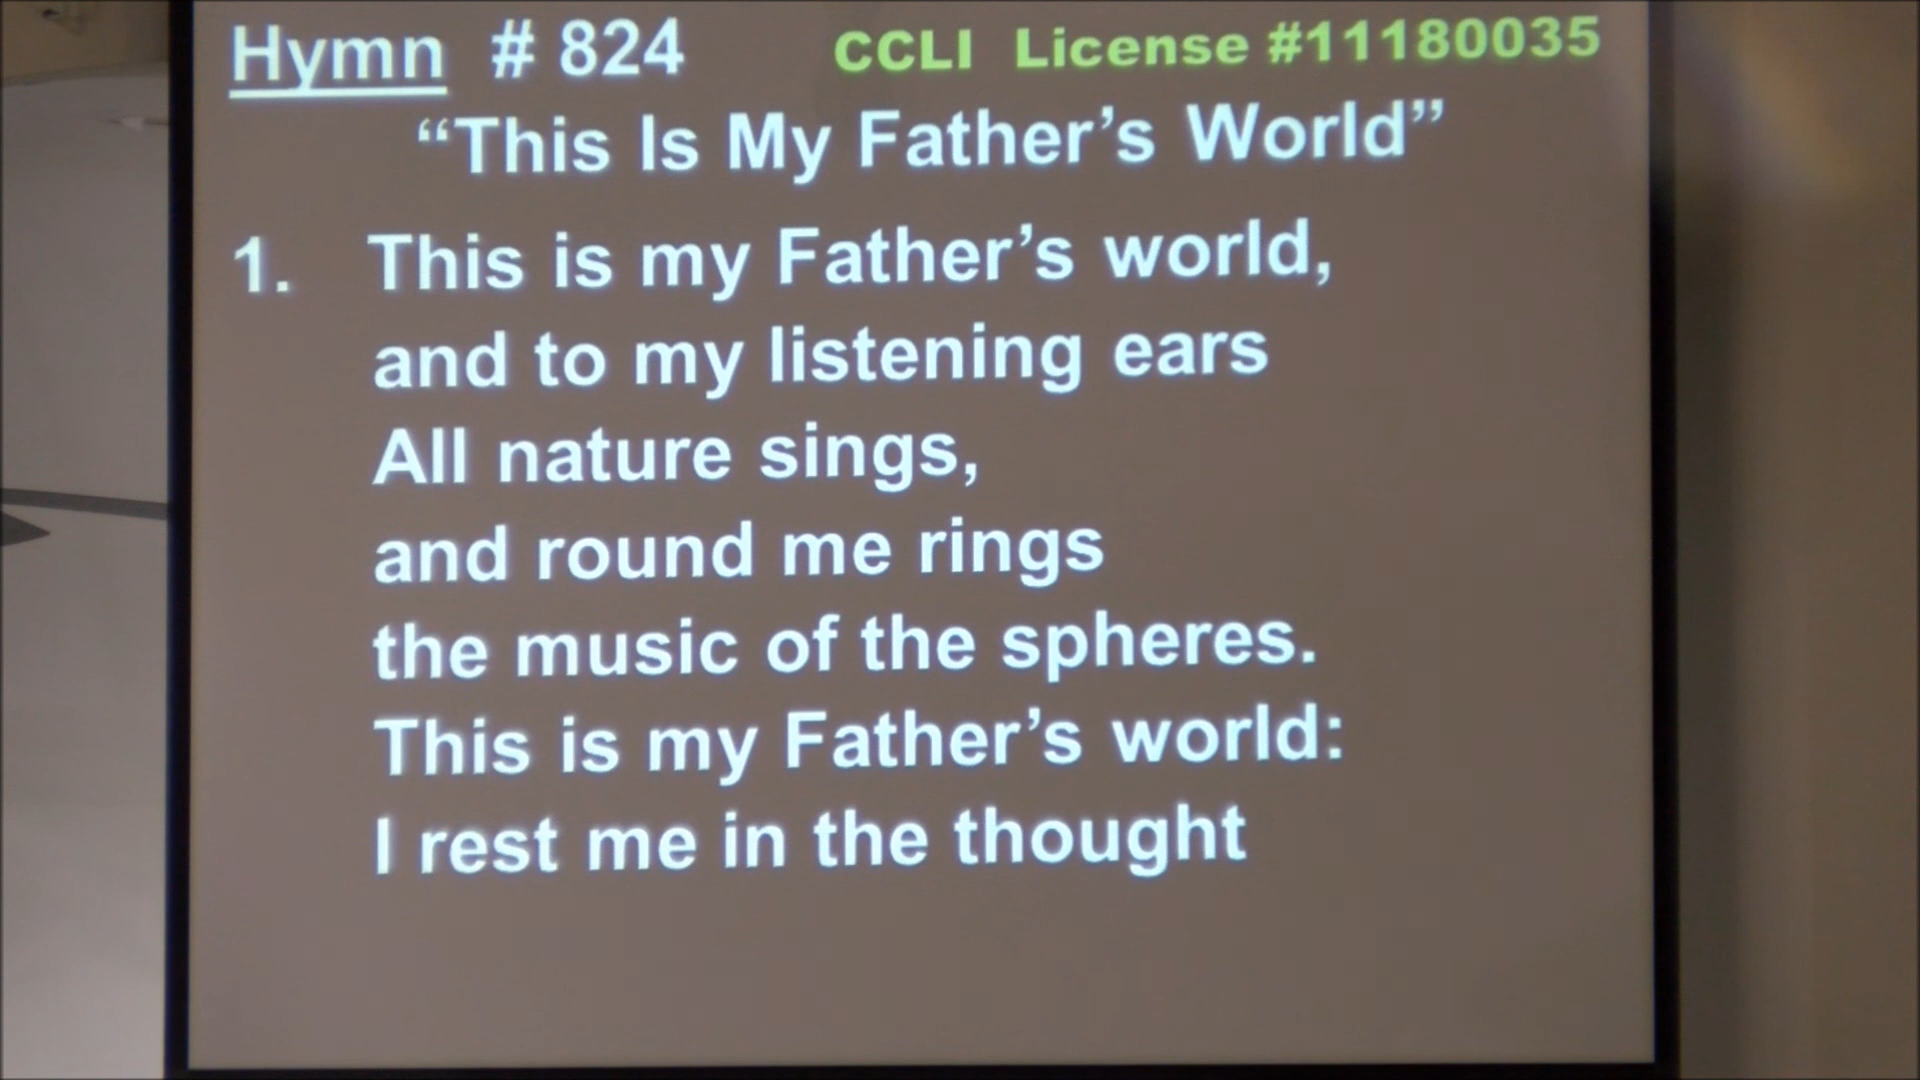 Hymn # 824 CCLI License #11180035
“This Is My Father’s World”
1. This is my Father’s world,
and to my listening ears
All nature sings,
and round me rings
the music of the spheres.
This is my Father’s world:
I rest me in the thought